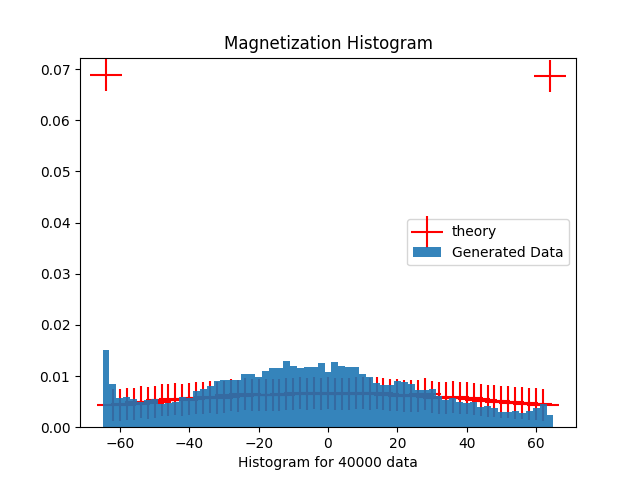 Magnetization Histogram
0.07
0.06
0.05
0.04
0.03
0.02
0.01
0.00
theory
Generated Data
−60 −40 −20 0 20 40 60
Histogram for 40000 data